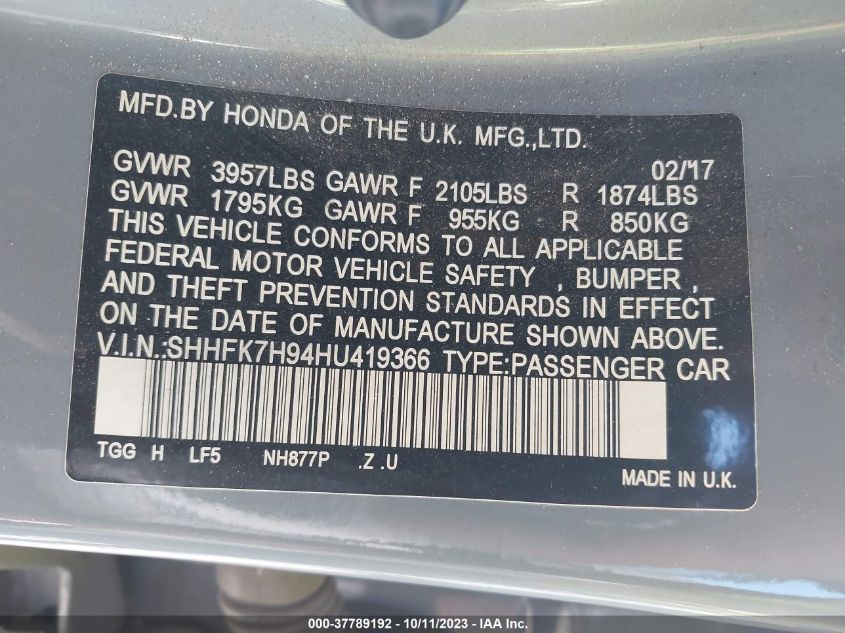 MFD.BY HONDA OF THE U.K. MFG.,LTD.
02/'17
GVWR 3957LBS GAWR F 2105LBS R 1874LBS
GVWR 1795KG GAWR F 955KG R 850KG
THIS VEHICLE CONFORMS TO ALL APPLICABLE
FEDERAL MOTOR VEHICLE SAFETY , BUMPER ,
AND THEFT PREVENTION STANDARDS IN EFFECT
ON THE DATE OF MANUFACTURE SHOWN ABOVE.
V.I.N.:SHHFK7H94HU419366 TYPE:PASSENGER CAR
TGG H LF5 NH877P .Z .U
MADE IN U.K.
000-37789192 - 10/11/2023 - IAA Inc.